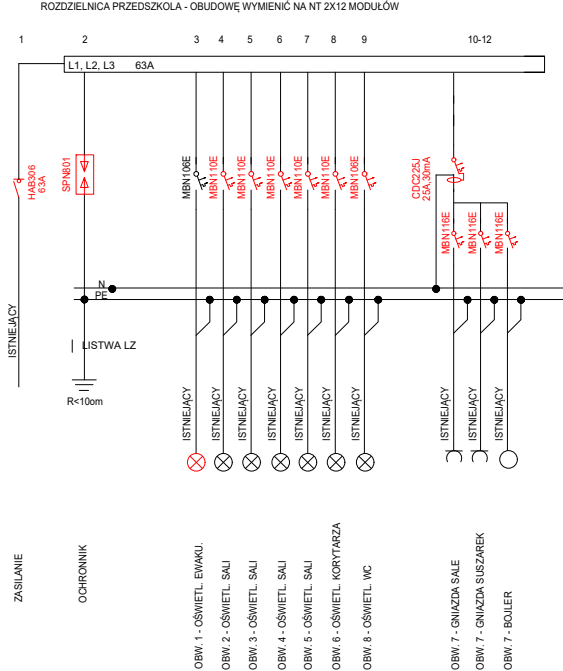 ROZDZIELNICA PRZEDSZKOLA - OBUDOWĘ WYMIENIĆ NA NT 2X12 MODUŁÓW
1 2 3 4 5 6 7 8 9 10-12
L1, L2, L3 63A
HAB306
63A
SPN801
MBN106E
MBN110E
MBN110E
MBN110E
MBN110E
MBN110E
MBN106E
CDC225J
25A,30mA
MBN116E
MBN116E
MBN116E
N
PE
ISTNIEJĄCY
LISTWA LZ
R<10om
ISTNIEJĄCY
ISTNIEJĄCY
ISTNIEJĄCY
ISTNIEJĄCY
ISTNIEJĄCY
ISTNIEJĄCY
ISTNIEJĄCY
ISTNIEJĄCY
ISTNIEJĄCY
ISTNIEJĄCY
ZASILANIE
OCHRONNIK
OBW. 1 - OŚWIETL. EWAKU.
OBW. 2 - OŚWIETL. SALI
OBW. 3 - OŚWIETL. SALI
OBW. 4 - OŚWIETL. SALI
OBW. 5 - OŚWIETL. SALI
OBW. 6 - OŚWIETL. KORYTARZA
OBW. 8 - OŚWIETL. WC
OBW. 7 - GNIAZDA SALE
OBW. 7 - GNIAZDA SUSZAREK
OBW. 7 - BOJLER